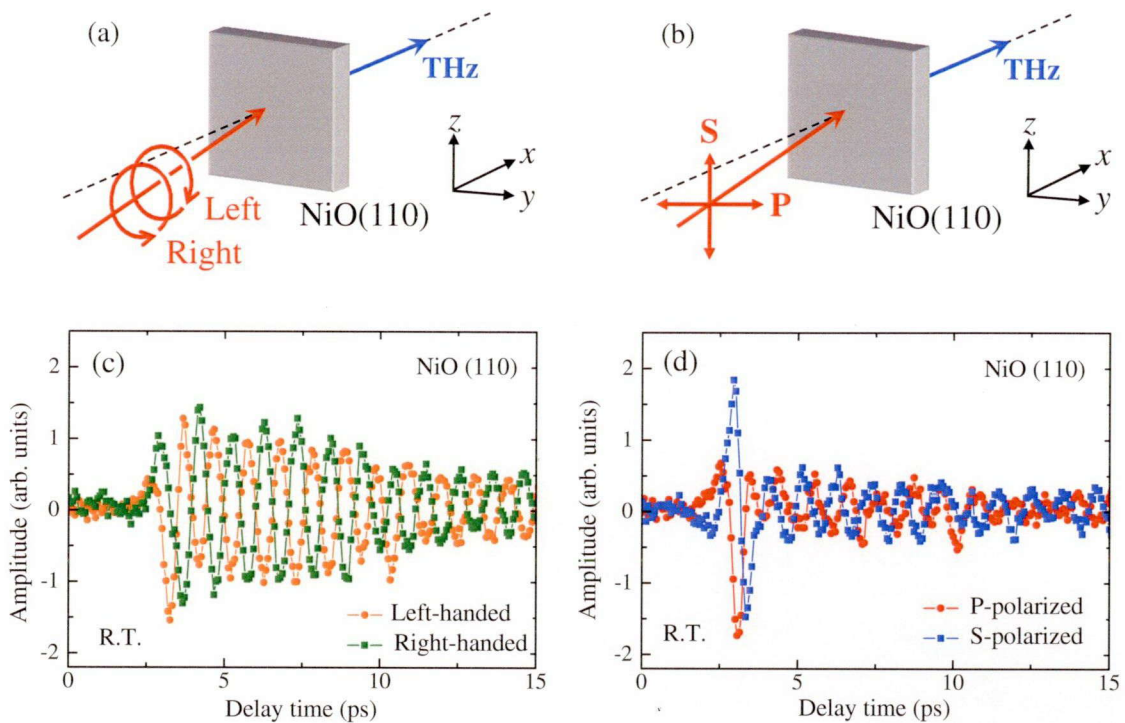 (a)
THz
z
x
y
NiO(110)
Left
Right
(b)
THz
S
P
z
x
y
NiO(110)
(c)
NiO (110)
2
1
0
-1
-2
Amplitude (arb. units)
R.T.
Left-handed
Right-handed
0
5
10
15
Delay time (ps)
(d)
NiO (110)
2
1
0
-1
-2
Amplitude (arb. units)
R.T.
P-polarized
S-polarized
0
5
10
15
Delay time (ps)